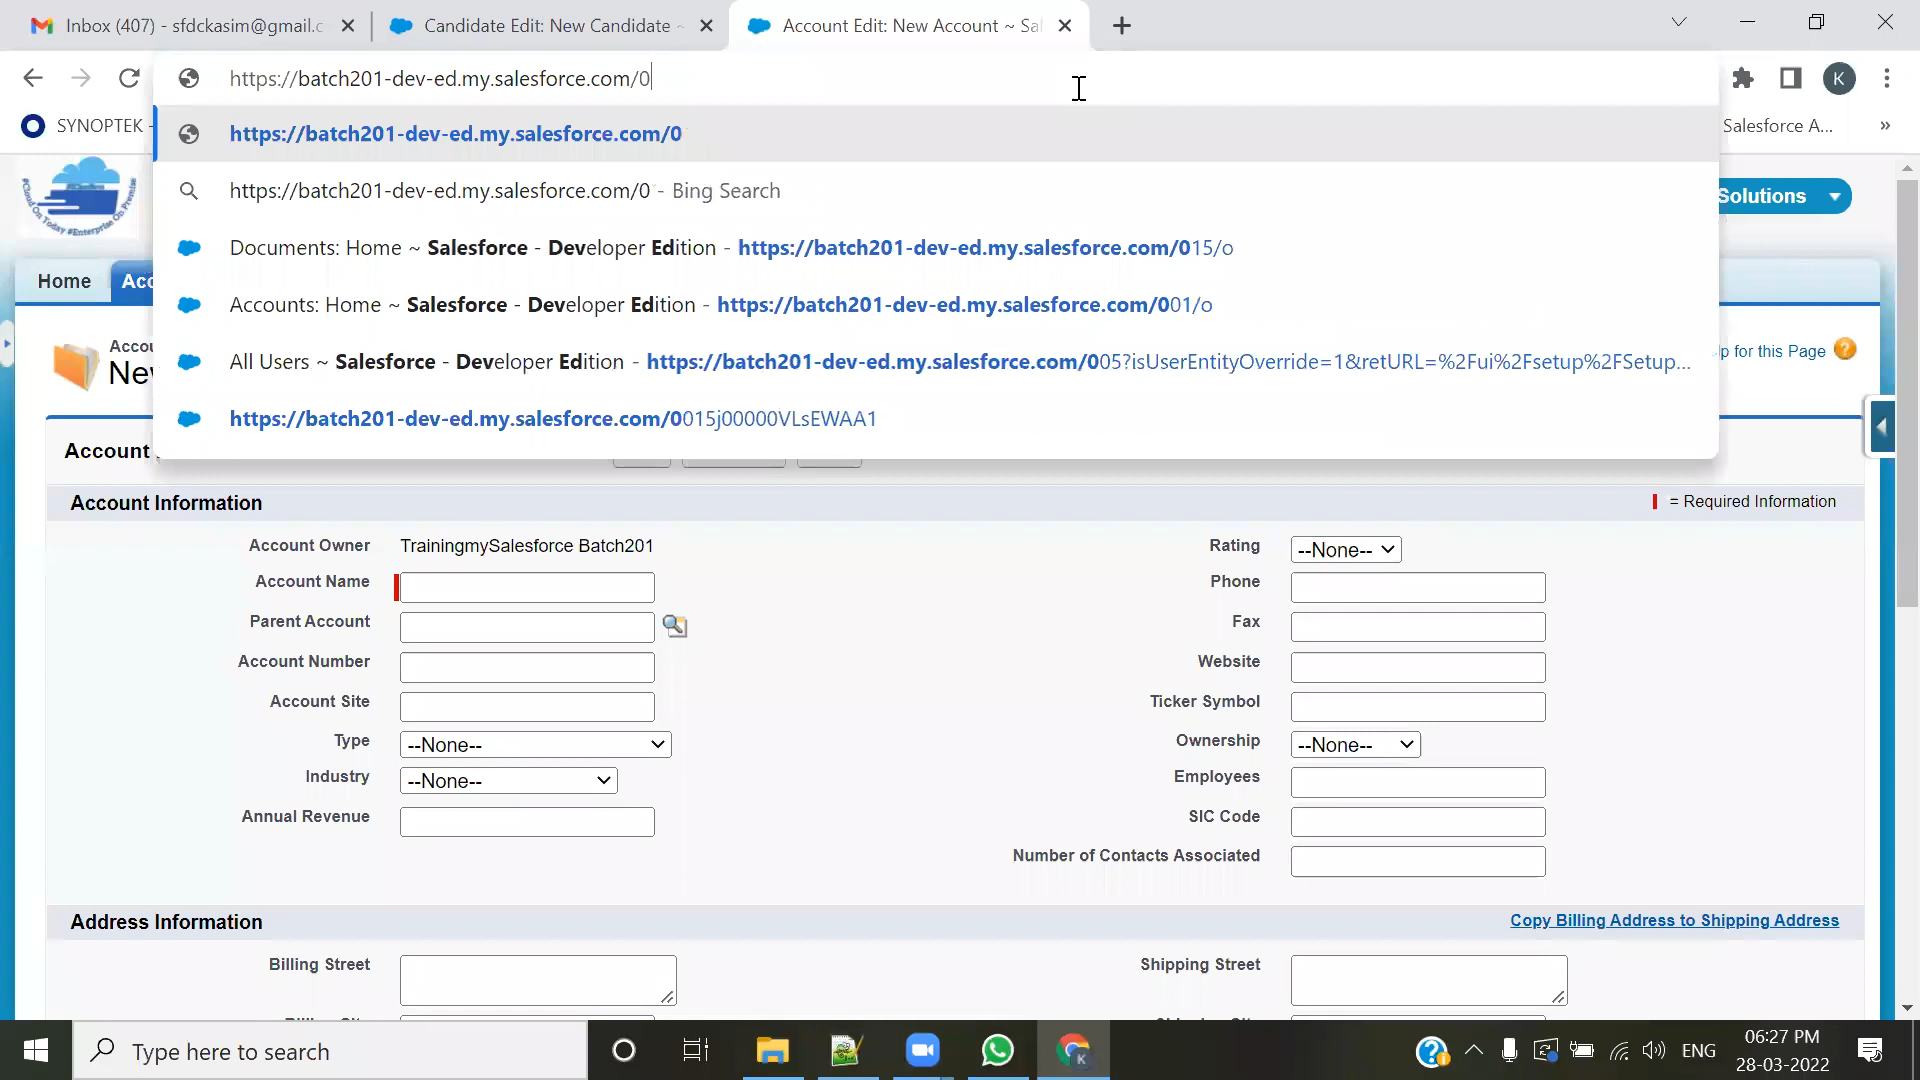 Inbox (407) - sfdckasim@gmail.c
Candidate Edit: New Candidate ~
Account Edit: New Account ~ Sa
https://batch201-dev-ed.my.salesforce.com/0
K
SYNOPTEK -
https://batch201-dev-ed.my.salesforce.com/0
Salesforce A...
»
https://batch201-dev-ed.my.salesforce.com/0 - Bing Search
Solutions
Documents: Home ~ Salesforce - Developer Edition - https://batch201-dev-ed.my.salesforce.com/015/o
Home
Acc
Accounts: Home ~ Salesforce - Developer Edition - https://batch201-dev-ed.my.salesforce.com/001/o
Accou
New
All Users ~ Salesforce - Developer Edition - https://batch201-dev-ed.my.salesforce.com/005?isUserEntityOverride=1&retURL=%2Fui%2Fsetup%2FSetup...
lp for this Page
https://batch201-dev-ed.my.salesforce.com/0015j00000VLsEWAA1
Account
Account Information
= Required Information
Account Owner TrainingmySalesforce Batch201
Rating --None--
Account Name
Phone
Parent Account
Fax
Account Number
Website
Account Site
Ticker Symbol
Type --None--
Ownership --None--
Industry --None--
Employees
Annual Revenue
SIC Code
Number of Contacts Associated
Address Information
Copy Billing Address to Shipping Address
Billing Street
Shipping Street
Type here to search
ENG
06:27 PM
28-03-2022